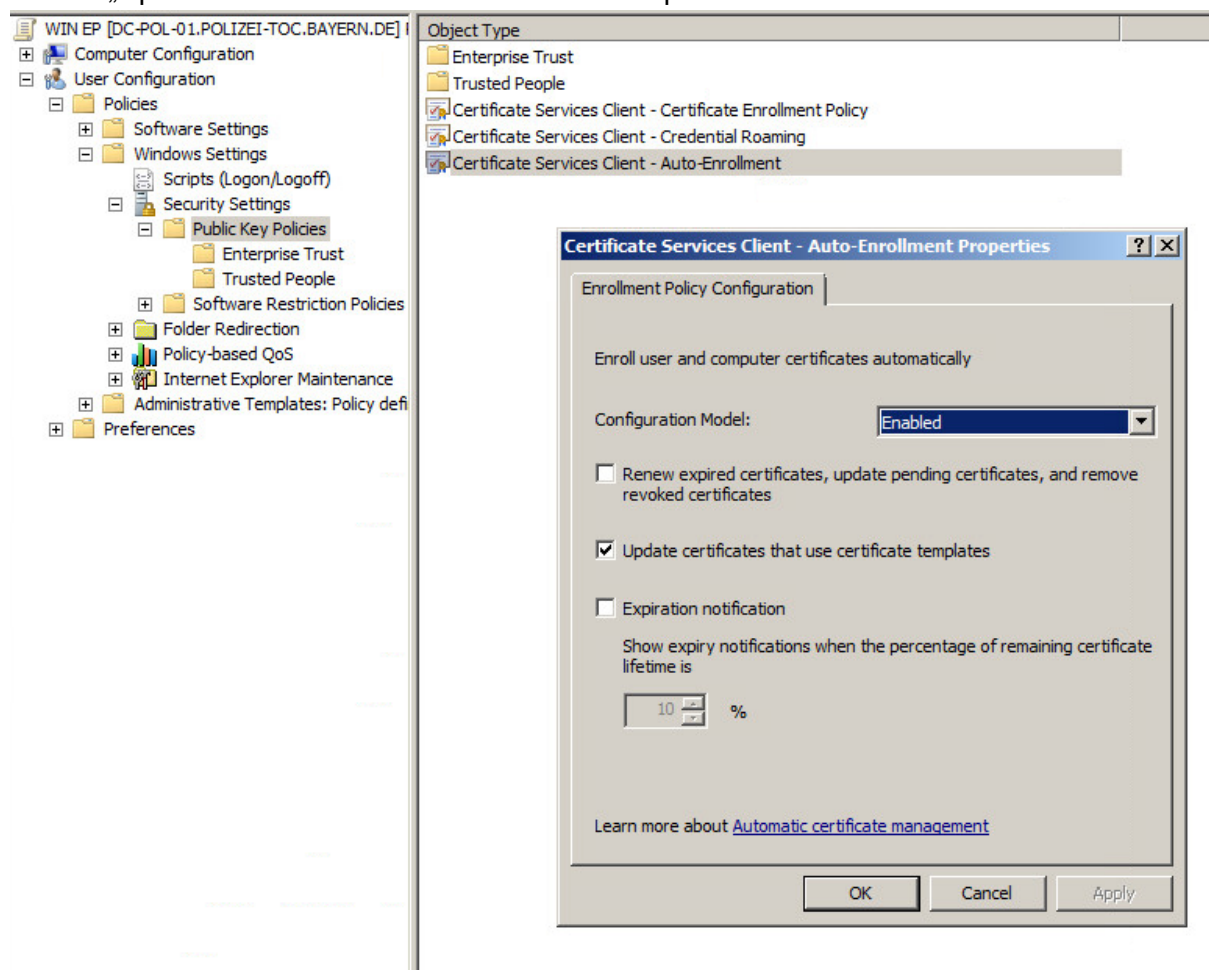 WIN EP [DC-POL-01.POLIZEI-TOC.BAYERN.DE]
Computer Configuration
User Configuration
Policies
Software Settings
Windows Settings
Scripts (Logon/Logoff)
Security Settings
Public Key Policies
Enterprise Trust
Trusted People
Software Restriction Policies
Folder Redirection
Policy-based QoS
Internet Explorer Maintenance
Administrative Templates: Policy defi
Preferences
Object Type
Enterprise Trust
Trusted People
Certificate Services Client - Certificate Enrollment Policy
Certificate Services Client - Credential Roaming
Certificate Services Client - Auto-Enrollment
Certificate Services Client - Auto-Enrollment Properties
Enrollment Policy Configuration
Enroll user and computer certificates automatically
Configuration Model: Enabled
Renew expired certificates, update pending certificates, and remove
revoked certificates
Update certificates that use certificate templates
Expiration notification
Show expiry notifications when the percentage of remaining certificate
lifetime is
10 %
Learn more about Automatic certificate management
OK Cancel Apply